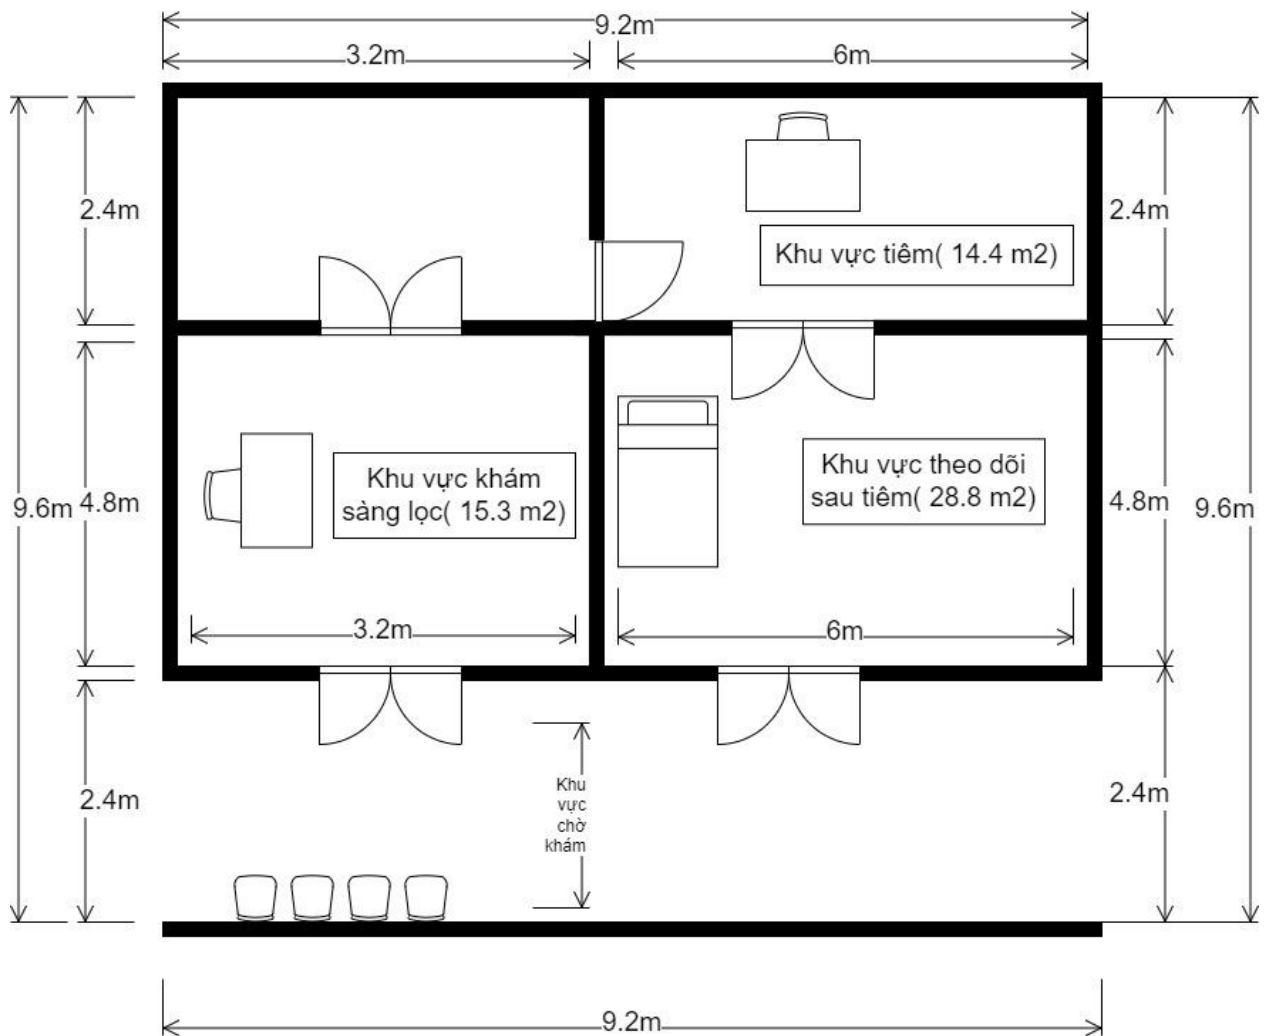 9.2m
3.2m
6m
2.4m
2.4m
Khu vực tiêm( 14.4 m2)
9.6m
4.8m
Khu vực khám
sàng lọc( 15.3 m2)
Khu vực theo dõi
sau tiêm( 28.8 m2)
4.8m
9.6m
3.2m
6m
2.4m
Khu
vực
chờ
khám
2.4m
9.2m